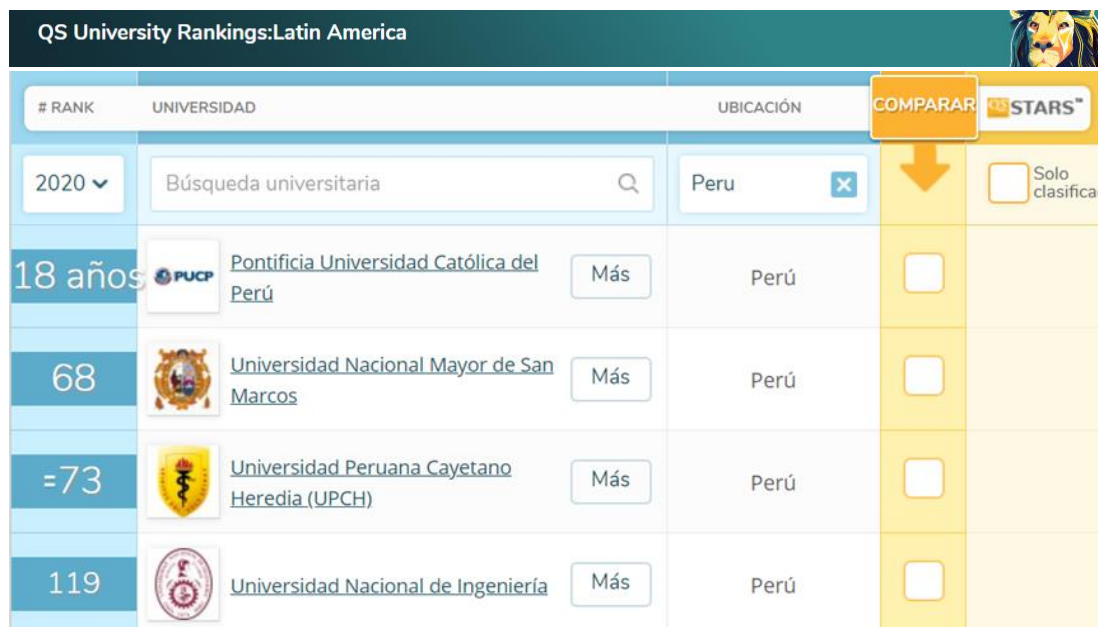 QS University Rankings:Latin America
# RANK UNIVERSIDAD UBICACIÓN COMPARAR QS STARS™
2020 Búsqueda universitaria Peru Solo
clasifica
18 años PUCP Pontificia Universidad Católica del
Perú
Más Perú
68 Universidad Nacional Mayor de San
Marcos
Más Perú
=73 Universidad Peruana Cayetano
Heredia (UPCH)
Más Perú
119 Universidad Nacional de Ingeniería Más Perú